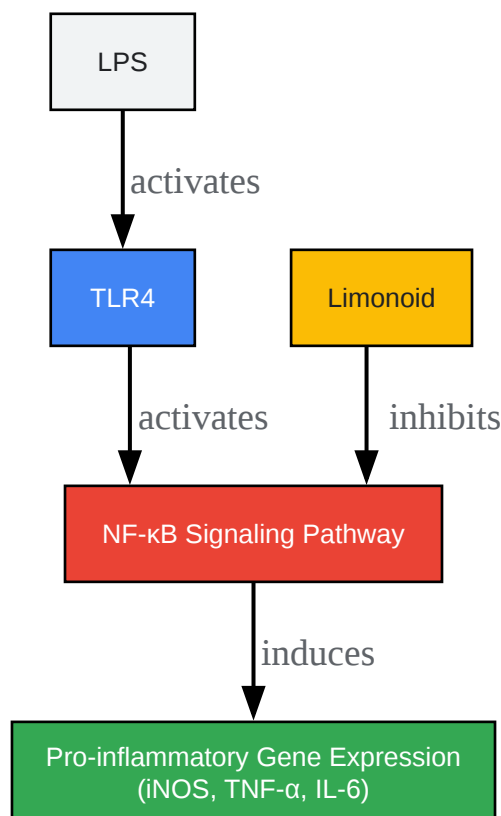 LPS
activates
TLR4
Limonoid
activates
inhibits
NF-κB Signaling Pathway
induces
Pro-inflammatory Gene Expression
(iNOS, TNF-α, IL-6)